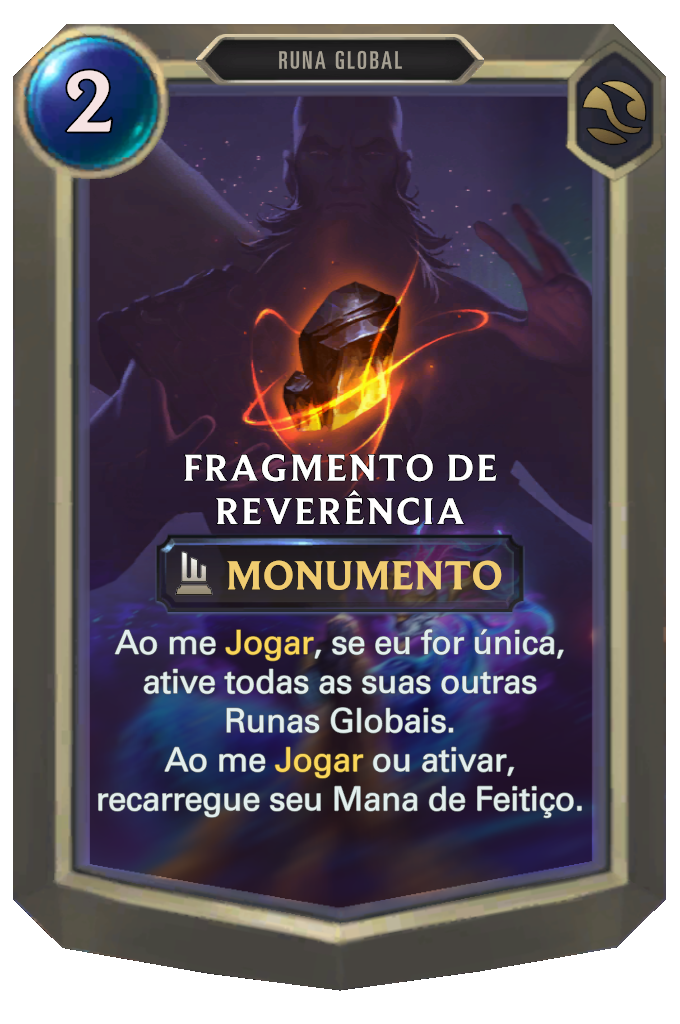 RUNA GLOBAL
2
FRAGMENTO DE
REVERÊNCIA
MONUMENTO
Ao me Jogar, se eu for única,
ative todas as suas outras
Runas Globais.
Ao me Jogar ou ativar,
recarregue seu Mana de Feitiço.